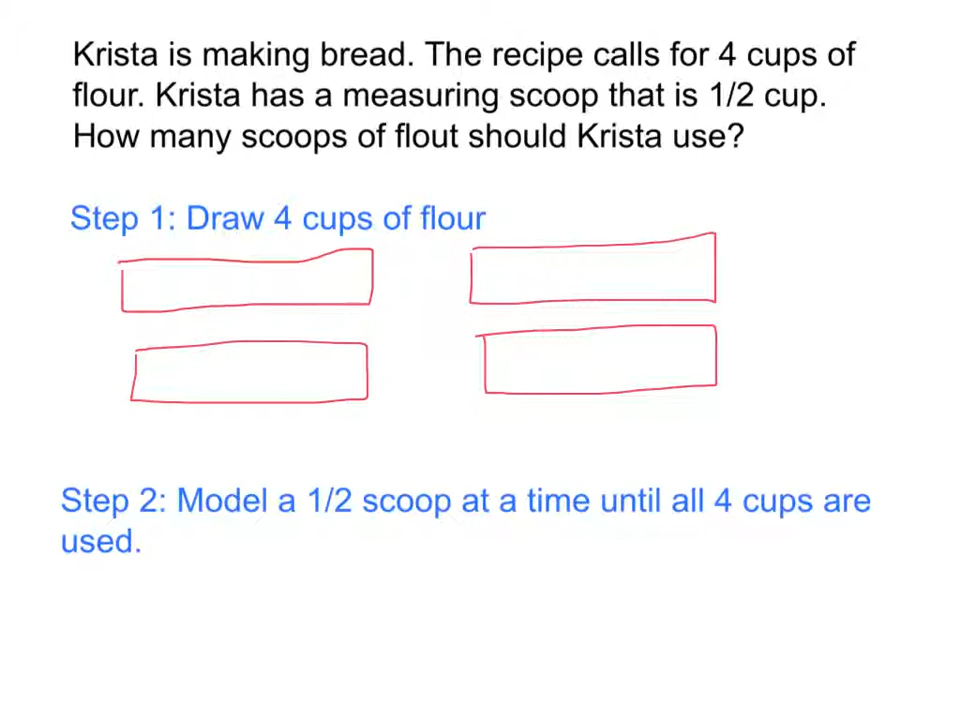 Krista is making bread. The recipe calls for 4 cups of
flour. Krista has a measuring scoop that is 1/2 cup.
How many scoops of flout should Krista use?
Step 1: Draw 4 cups of flour
Step 2: Model a 1/2 scoop at a time until all 4 cups are
used.